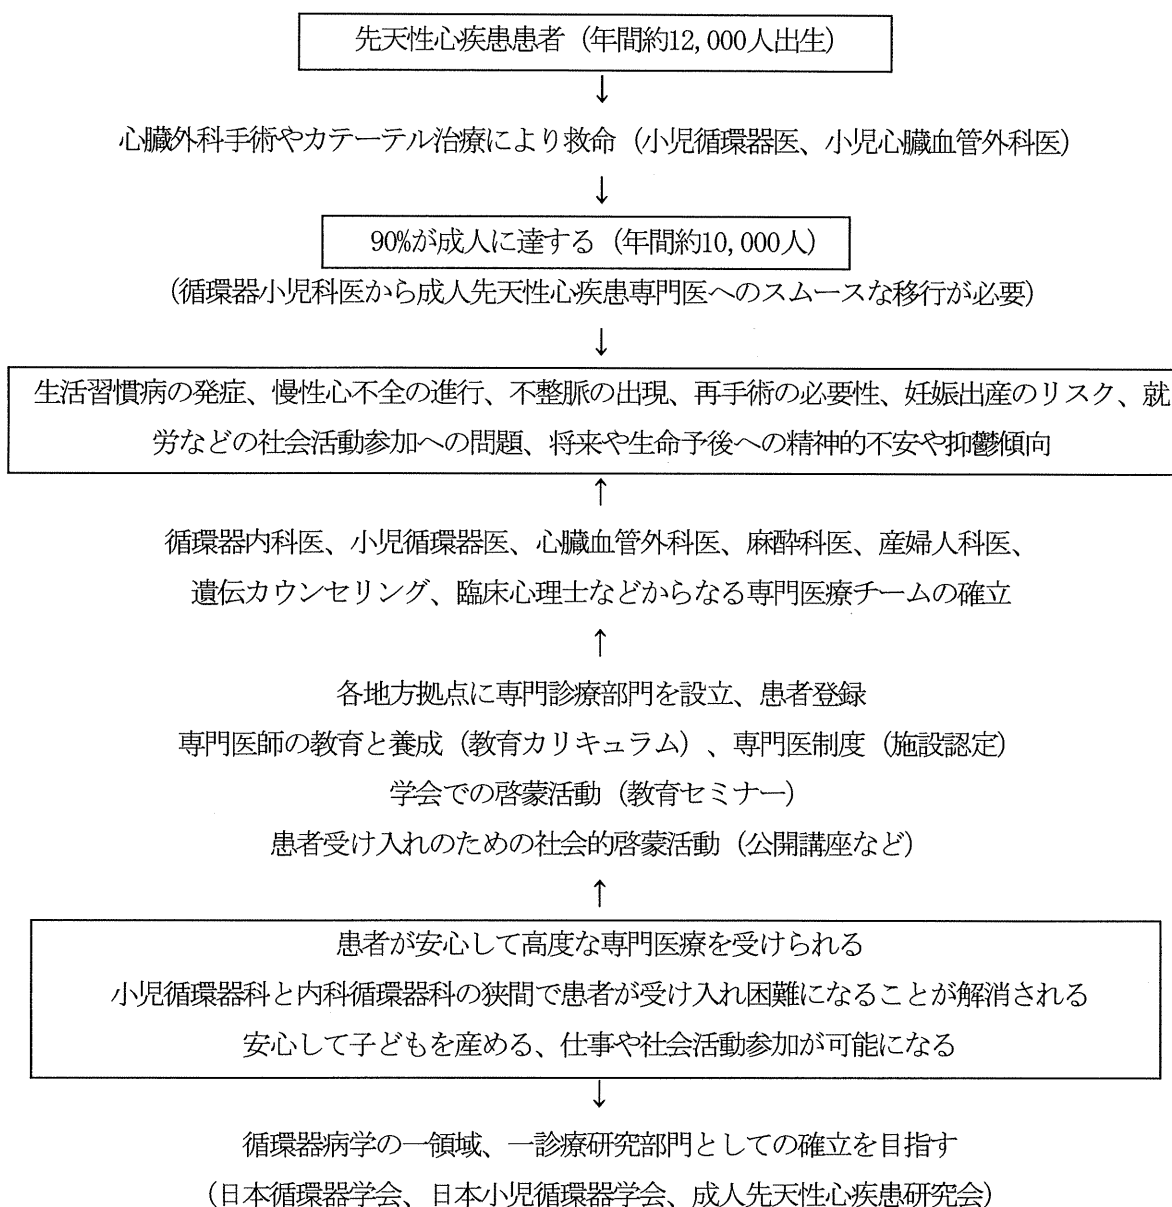 先天性心疾患患者（年間約12,000人出生）
↓
心臓外科手術やカテーテル治療により救命（小児循環器医、小児心臓血管外科医）
↓
90%が成人に達する（年間約10,000人）
（循環器小児科医から成人先天性心疾患専門医へのスムースな移行が必要）
↓
生活習慣病の発症、慢性心不全の進行、不整脈の出現、再手術の必要性、妊娠出産のリスク、就
労などの社会活動参加への問題、将来や生命予後への精神的不安や抑鬱傾向
↑
循環器内科医、小児循環器医、心臓血管外科医、麻酔科医、産婦人科医、
遺伝カウンセリング、臨床心理士などからなる専門医療チームの確立
↑
各地方拠点に専門診療部門を設立、患者登録
専門医師の教育と養成（教育カリキュラム）、専門医制度（施設認定）
学会での啓蒙活動（教育セミナー）
患者受け入れのための社会的啓蒙活動（公開講座など）
↑
患者が安心して高度な専門医療を受けられる
小児循環器科と内科循環器科の狭間で患者が受け入れ困難になることが解消される
安心して子どもを産める、仕事や社会活動参加が可能になる
↓
循環器病学の一領域、一診療研究部門としての確立を目指す
（日本循環器学会、日本小児循環器学会、成人先天性心疾患研究会）